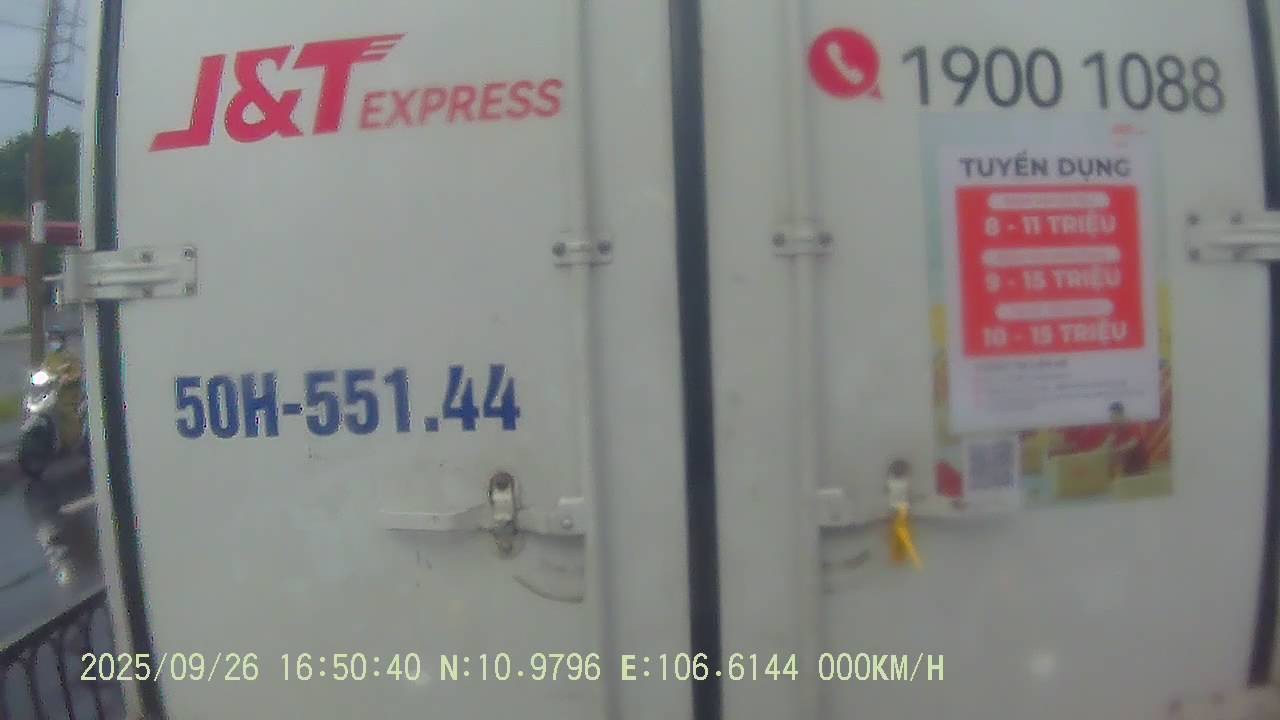 J&T EXPRESS
1900 1088
TUYỂN DỤNG
8 - 11 TRIỆU
9 - 15 TRIỆU
10 - 15 TRIỆU
50H-551.44
2025/09/26 16:50:40 N:10.9796 E:106.6144 000KM/H